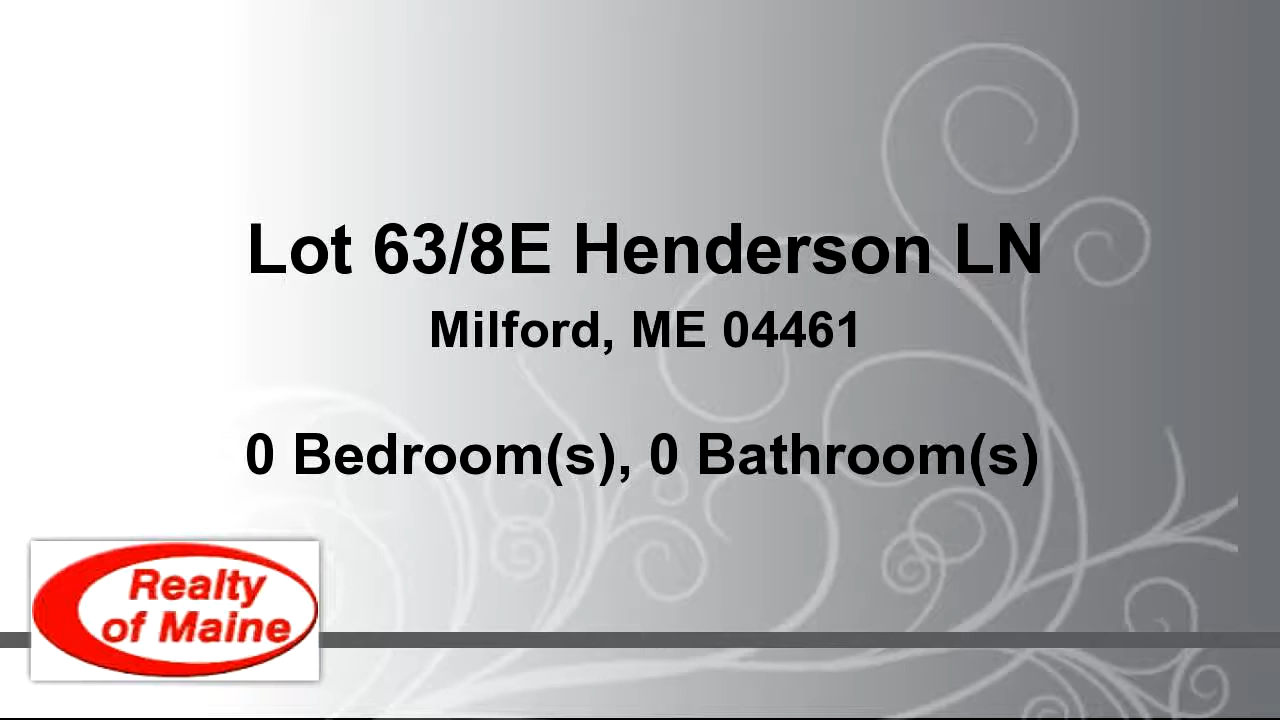 Lot 63/8E Henderson LN
Milford, ME 04461
0 Bedroom(s), 0 Bathroom(s)
Realty
of Maine